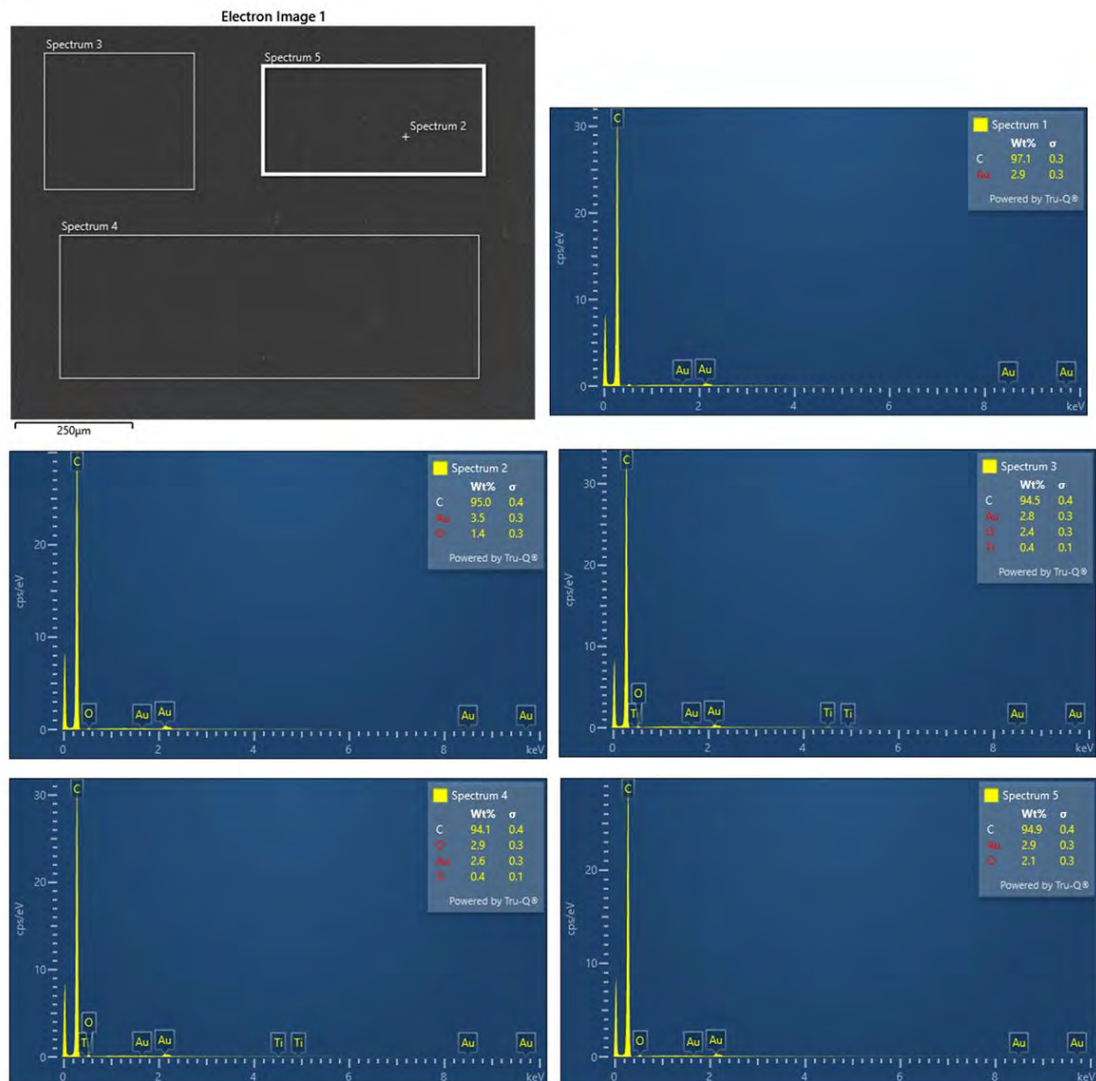 Electron Image 1
Spectrum 3
Spectrum 5
Spectrum 2
Spectrum 4
250µm
Spectrum 1
Wt% σ
C 97.1 0.3
Au 2.9 0.3
Powered by Tru-Q®
30
20
10
0
cps/eV
C
Au Au Au Au
0 2 4 6 8 keV
Spectrum 2
Wt% σ
C 95.0 0.4
Au 3.5 0.3
O 1.4 0.3
Powered by Tru-Q®
20
10
0
cps/eV
C
O Au Au Au Au
0 2 4 6 8 keV
Spectrum 3
Wt% σ
C 94.5 0.4
Au 2.8 0.3
O 2.4 0.3
Ti 0.4 0.1
Powered by Tru-Q®
30
20
10
0
cps/eV
C
O
Ti Au Au Ti Ti Au Au
0 2 4 6 8 keV
Spectrum 4
Wt% σ
C 94.1 0.4
O 2.9 0.3
Au 2.6 0.3
Ti 0.4 0.1
Powered by Tru-Q®
30
20
10
0
cps/eV
C
O
Ti Au Au Ti Ti Au Au
0 2 4 6 8 keV
Spectrum 5
Wt% σ
C 94.9 0.4
Au 2.9 0.3
O 2.1 0.3
Powered by Tru-Q®
20
10
0
cps/eV
C
O Au Au Au Au
0 2 4 6 8 keV